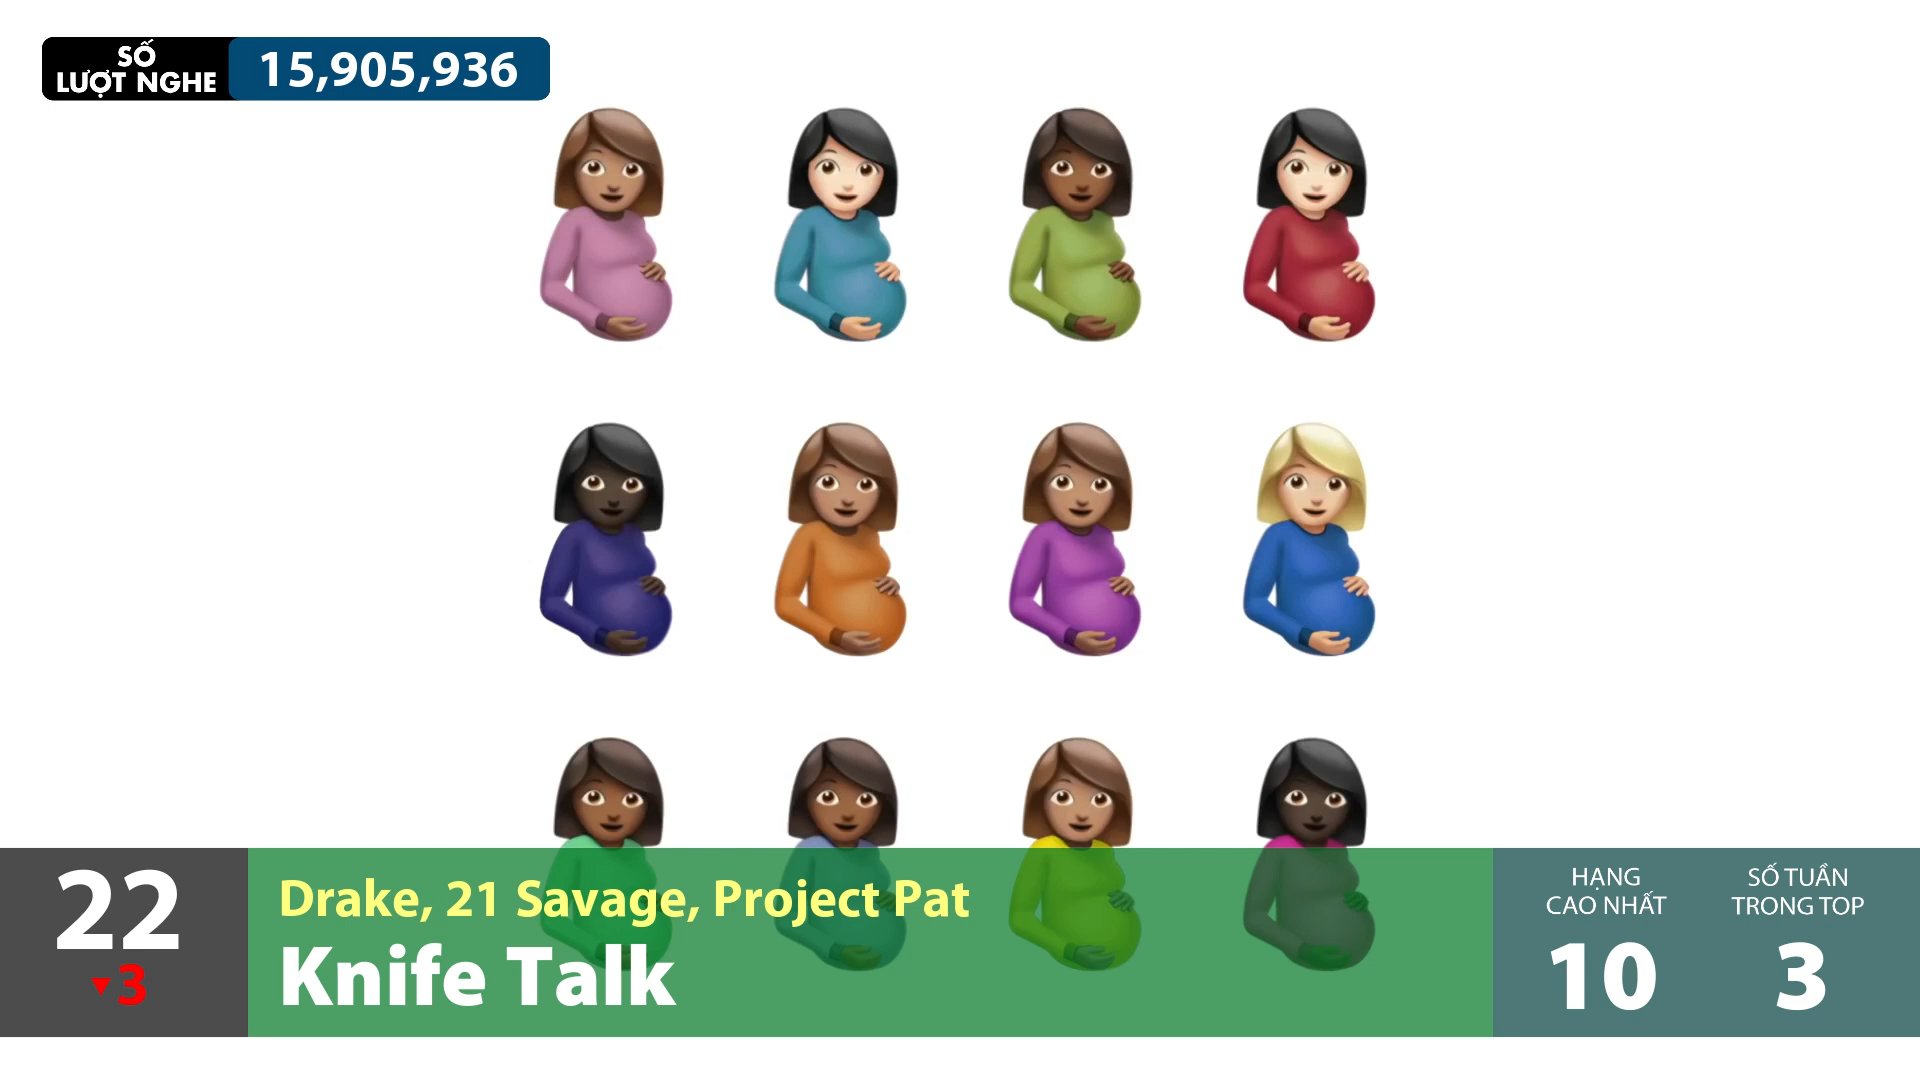 SỐ
LƯỢT NGHE
15,905,936
22
▼3
Drake, 21 Savage, Project Pat
Knife Talk
HẠNG
CAO NHẤT
10
SỐ TUẦN
TRONG TOP
3